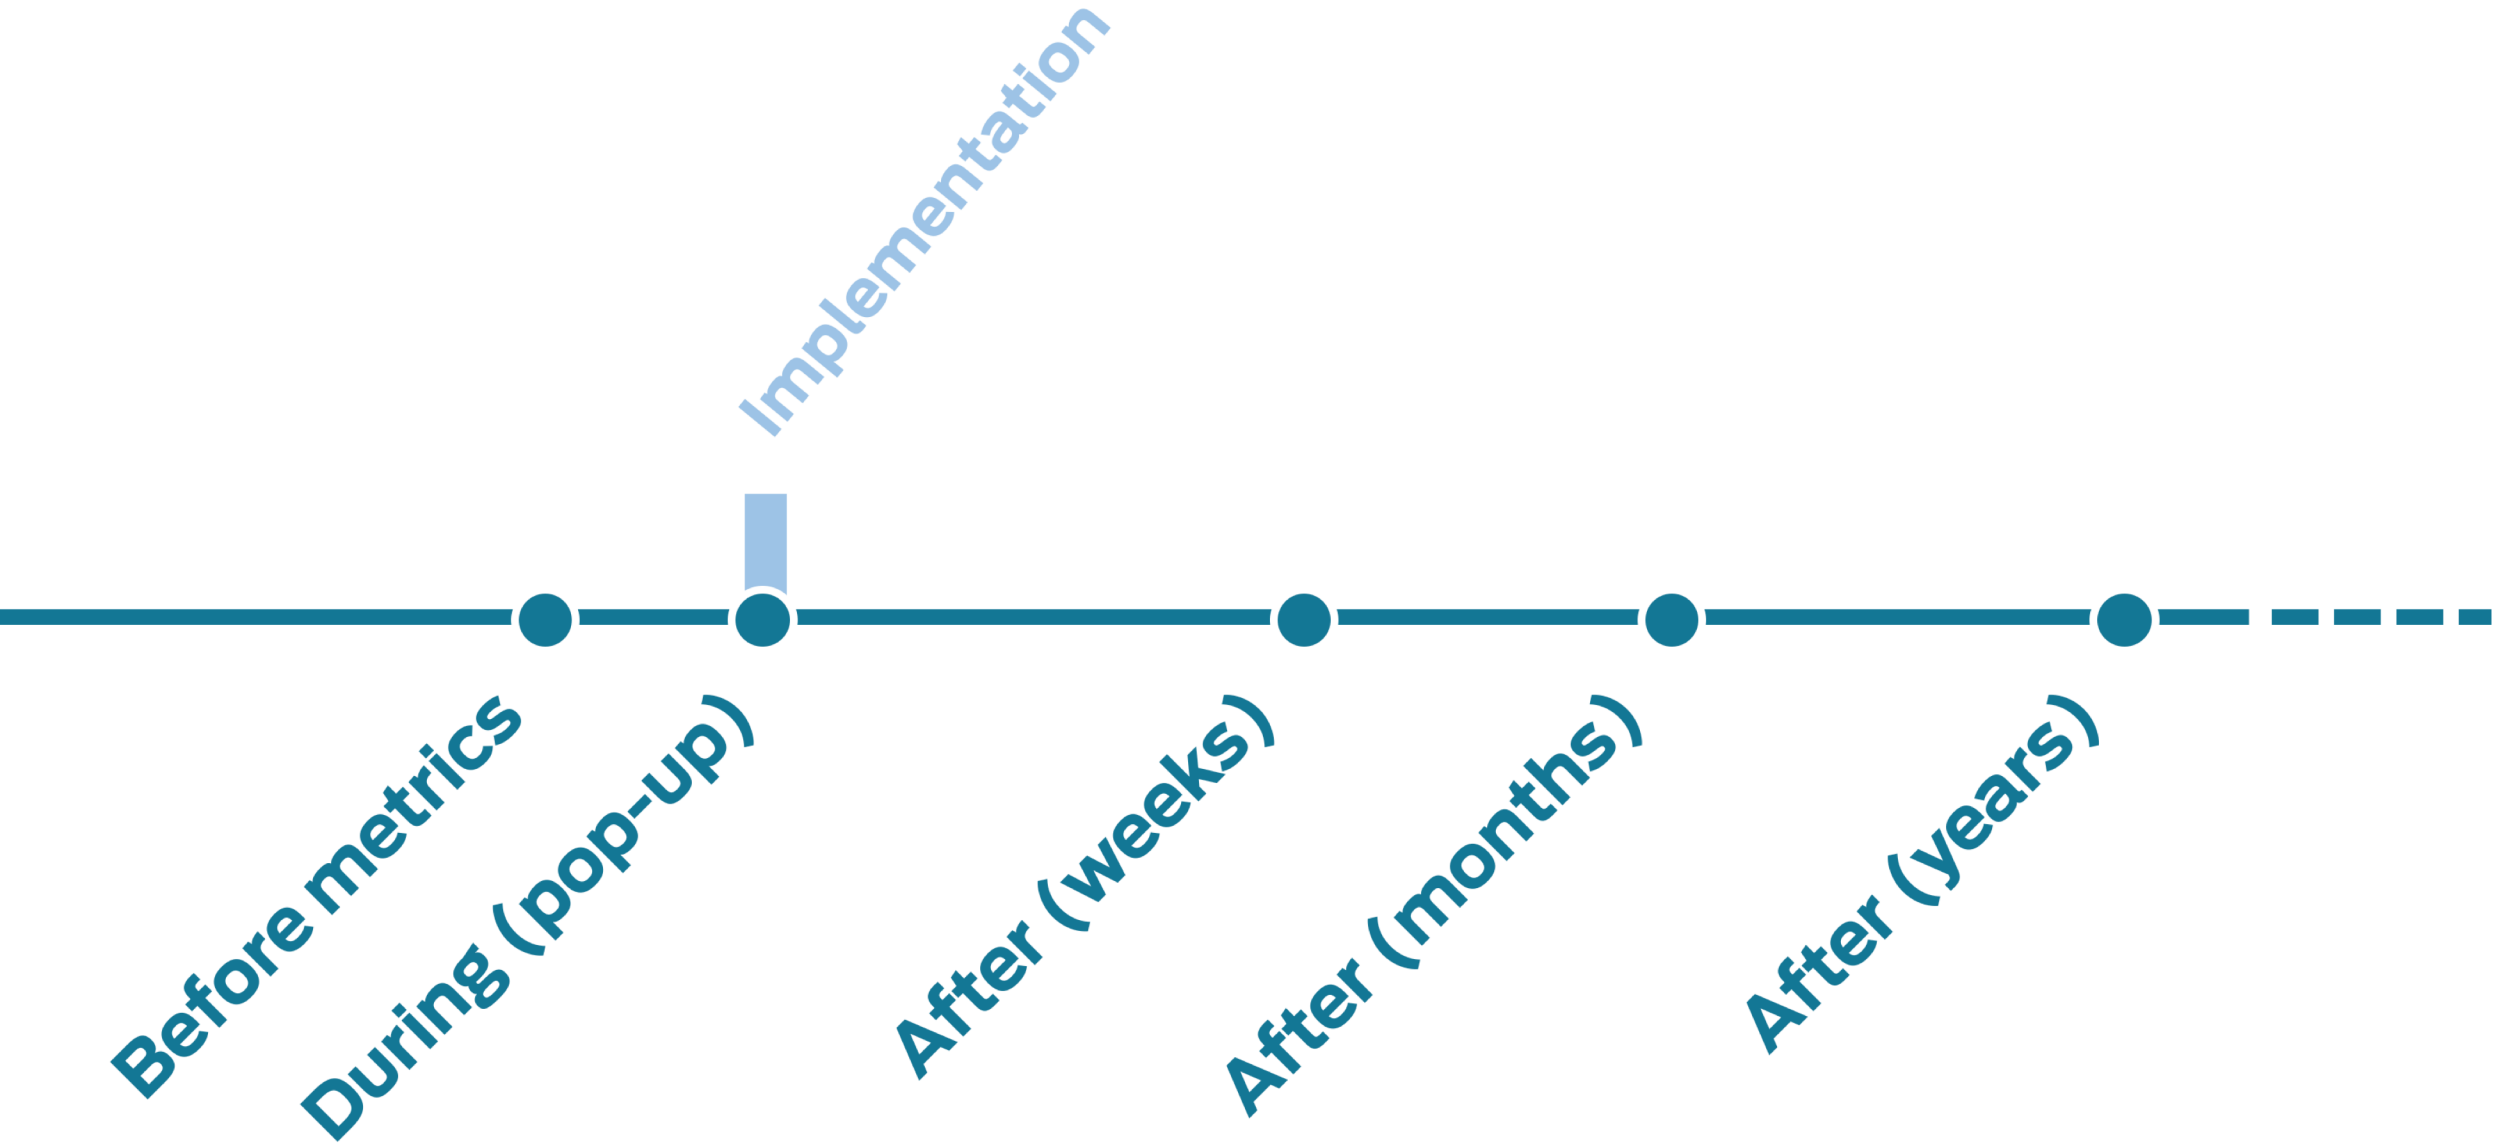 Implementation
Before metrics
During (pop-up)
After (weeks)
After (months)
After (years)